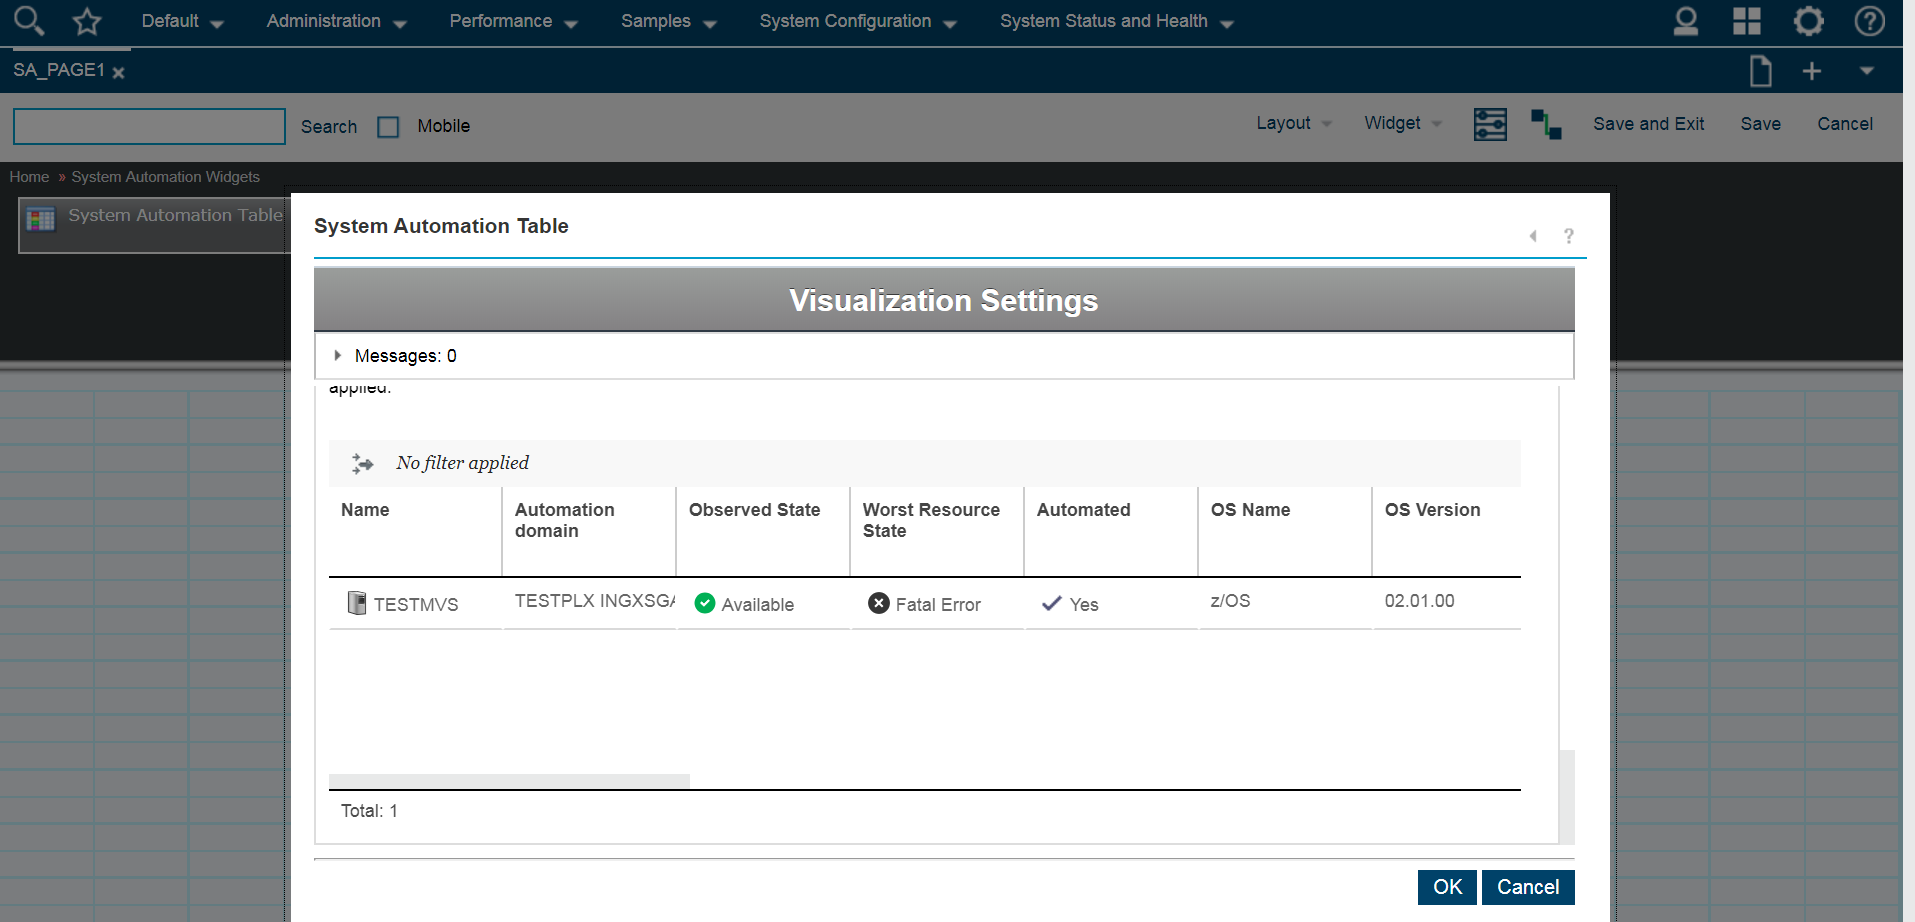 Default Administration Performance Samples System Configuration System Status and Health
SA_PAGE1
Search Mobile Layout Widget Save and Exit Save Cancel
Home » System Automation Widgets
System Automation Table
System Automation Table
?
Visualization Settings
Messages: 0
applied.
No filter applied
Name Automation domain Observed State Worst Resource State Automated OS Name OS Version
TESTMVS TESTPLX INGXSGA Available Fatal Error Yes z/OS 02.01.00
Total: 1
OK Cancel